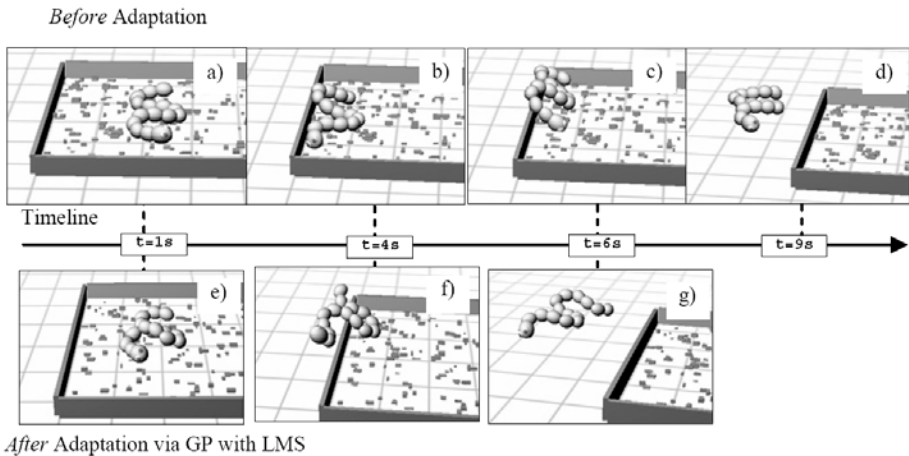 Before Adaptation
a)
b)
c)
d)
Timeline
t=1s
t=4s
t=6s
t=9s
e)
f)
g)
After Adaptation via GP with LMS